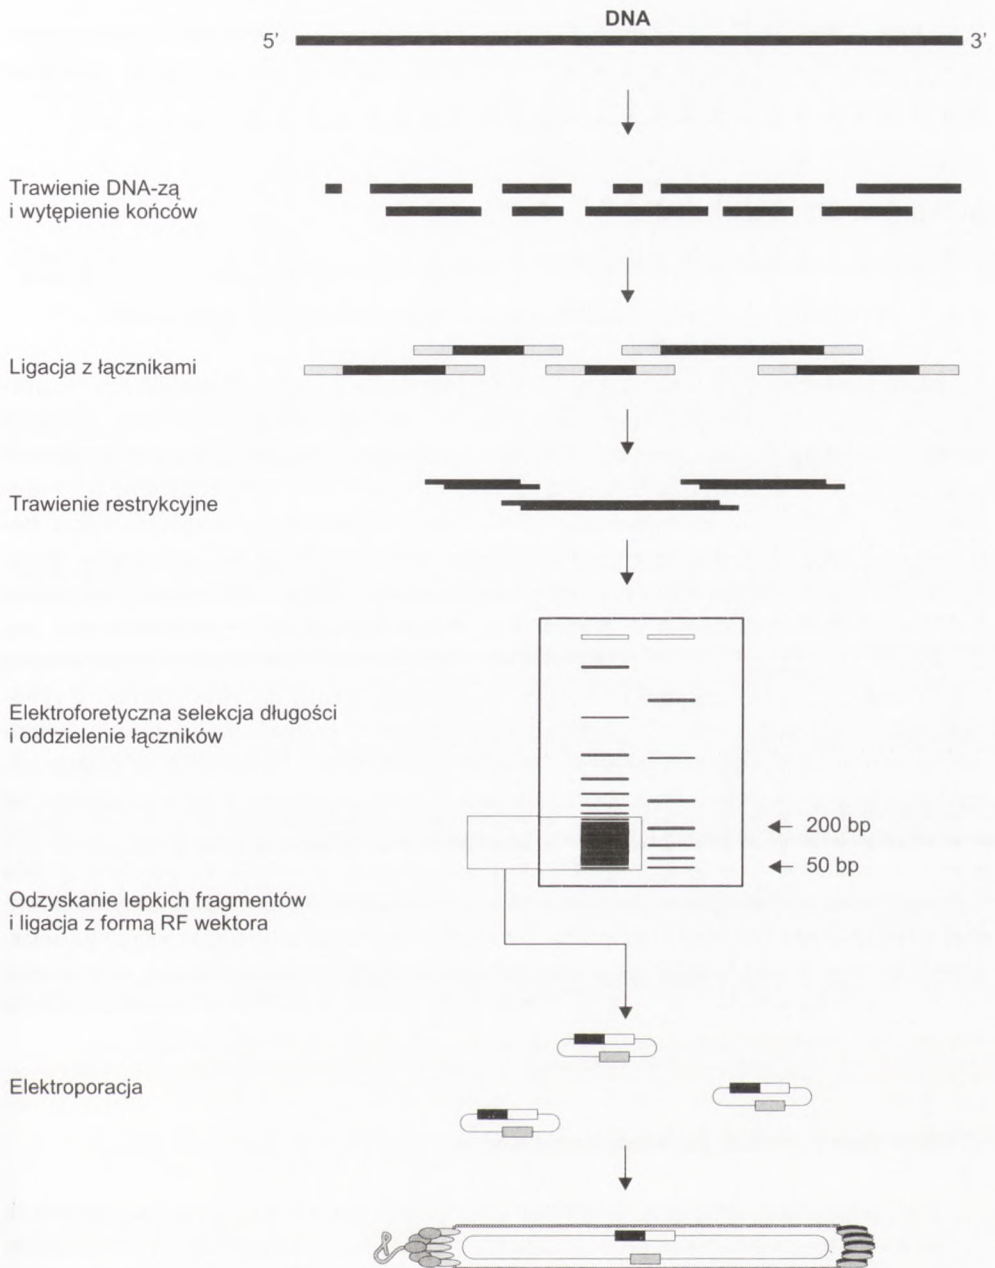 DNA
5'
3'
Trawienie DNA-zą
i wytępienie końców
Ligacja z łącznikami
Trawienie restrykcyjne
Elektroforetyczna selekcja długości
i oddzielenie łączników
200 bp
50 bp
Odzyskanie lepkich fragmentów
i ligacja z formą RF wektora
Elektroporacja